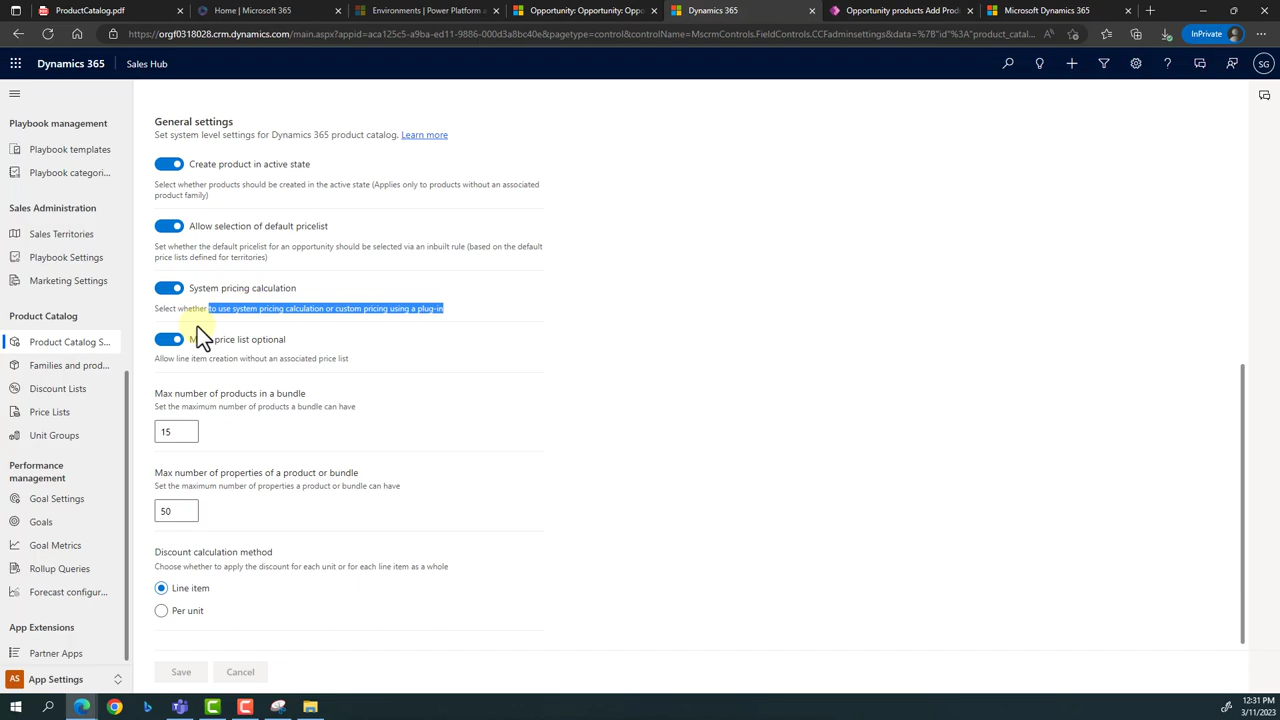 ProductCatalog.pdf
Home | Microsoft 365
Environments | Power Platform a
Opportunity: Opportunity: Oppo
Dynamics 365
Opportunity products Add Produ
Microsoft Dynamics 365
https://orgf0318028.crm.dynamics.com/main.aspx?appid=aca125c5-a9ba-ed11-9886-000d3a8bc40e&pagetype=control&controlName=MscrmControls.FieldControls.CCFadminsettings&data=%7B"id"%3A"product_catal...
InPrivate
Dynamics 365
Sales Hub
SG
Playbook management
Playbook templates
Playbook categori...
Sales Administration
Sales Territories
Playbook Settings
Marketing Settings
Product Catalog
Product Catalog S...
Families and prod...
Discount Lists
Price Lists
Unit Groups
Performance
management
Goal Settings
Goals
Goal Metrics
Rollup Queries
Forecast configur...
App Extensions
Partner Apps
AS App Settings
General settings
Set system level settings for Dynamics 365 product catalog. Learn more
Create product in active state
Select whether products should be created in the active state (Applies only to products without an associated
product family)
Allow selection of default pricelist
Set whether the default pricelist for an opportunity should be selected via an inbuilt rule (based on the default
price lists defined for territories)
System pricing calculation
Select whether to use system pricing calculation or custom pricing using a plug-in
price list optional
Allow line item creation without an associated price list
Max number of products in a bundle
Set the maximum number of products a bundle can have
15
Max number of properties of a product or bundle
Set the maximum number of properties a product or bundle can have
50
Discount calculation method
Choose whether to apply the discount for each unit or for each line item as a whole
Line item
Per unit
Save
Cancel
12:31 PM
3/11/2023